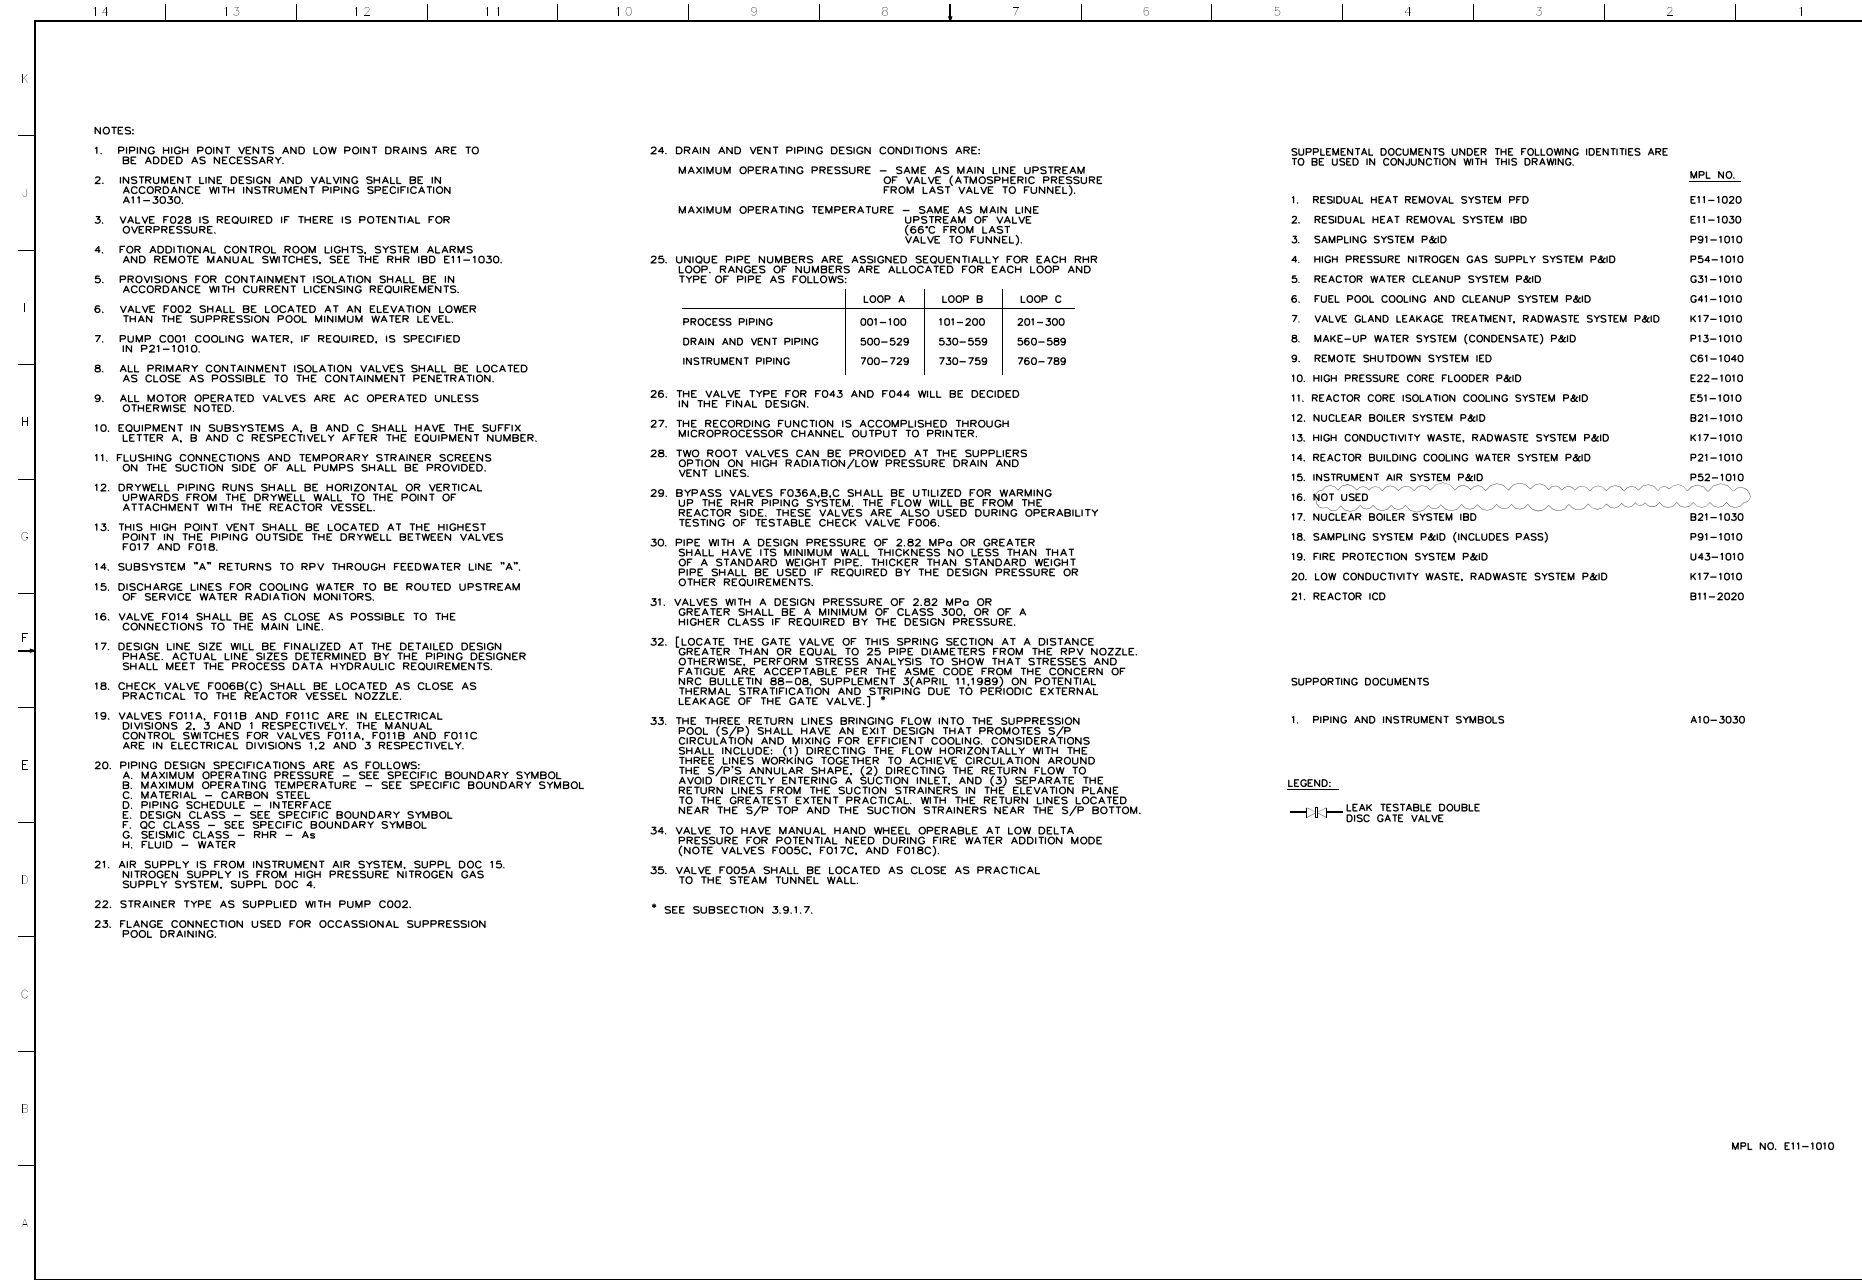 14 13 12 11 10 9 8 7 6 5 4 3 2 1
K
J
I
H
G
F
E
D
C
B
A
NOTES:
1. PIPING HIGH POINT VENTS AND LOW POINT DRAINS ARE TO
BE ADDED AS NECESSARY.
2. INSTRUMENT LINE DESIGN AND VALVING SHALL BE IN
ACCORDANCE WITH INSTRUMENT PIPING SPECIFICATION
A11-3030.
3. VALVE F028 IS REQUIRED IF THERE IS POTENTIAL FOR
OVERPRESSURE.
4. FOR ADDITIONAL CONTROL ROOM LIGHTS, SYSTEM ALARMS
AND REMOTE MANUAL SWITCHES, SEE THE RHR IBD E11-1030.
5. PROVISIONS FOR CONTAINMENT ISOLATION SHALL BE IN
ACCORDANCE WITH CURRENT LICENSING REQUIREMENTS.
6. VALVE F002 SHALL BE LOCATED AT AN ELEVATION LOWER
THAN THE SUPPRESSION POOL MINIMUM WATER LEVEL.
7. PUMP C001 COOLING WATER, IF REQUIRED, IS SPECIFIED
IN P21-1010.
8. ALL PRIMARY CONTAINMENT ISOLATION VALVES SHALL BE LOCATED
AS CLOSE AS POSSIBLE TO THE CONTAINMENT PENETRATION.
9. ALL MOTOR OPERATED VALVES ARE AC OPERATED UNLESS
OTHERWISE NOTED.
10. EQUIPMENT IN SUBSYSTEMS A, B AND C SHALL HAVE THE SUFFIX
LETTER A, B AND C RESPECTIVELY AFTER THE EQUIPMENT NUMBER.
11. FLUSHING CONNECTIONS AND TEMPORARY STRAINER SCREENS
ON THE SUCTION SIDE OF ALL PUMPS SHALL BE PROVIDED.
12. DRYWELL PIPING RUNS SHALL BE HORIZONTAL OR VERTICAL
UPWARDS FROM THE DRYWELL WALL TO THE POINT OF
ATTACHMENT WITH THE REACTOR VESSEL.
13. THIS HIGH POINT VENT SHALL BE LOCATED AT THE HIGHEST
POINT IN THE PIPING OUTSIDE THE DRYWELL BETWEEN VALVES
F017 AND F018.
14. SUBSYSTEM "A" RETURNS TO RPV THROUGH FEEDWATER LINE "A".
15. DISCHARGE LINES FOR COOLING WATER TO BE ROUTED UPSTREAM
OF SERVICE WATER RADIATION MONITORS.
16. VALVE F014 SHALL BE AS CLOSE AS POSSIBLE TO THE
CONNECTIONS TO THE MAIN LINE.
17. DESIGN LINE SIZE WILL BE FINALIZED AT THE DETAILED DESIGN
PHASE. ACTUAL LINE SIZES DETERMINED BY THE PIPING DESIGNER
SHALL MEET THE PROCESS DATA HYDRAULIC REQUIREMENTS.
18. CHECK VALVE F006B(C) SHALL BE LOCATED AS CLOSE AS
PRACTICAL TO THE REACTOR VESSEL NOZZLE.
19. VALVES F011A, F011B AND F011C ARE IN ELECTRICAL
DIVISIONS 2, 3 AND 1 RESPECTIVELY. THE MANUAL
CONTROL SWITCHES FOR VALVES F011A, F011B AND F011C
ARE IN ELECTRICAL DIVISIONS 1,2 AND 3 RESPECTIVELY.
20. PIPING DESIGN SPECIFICATIONS ARE AS FOLLOWS:
A. MAXIMUM OPERATING PRESSURE – SEE SPECIFIC BOUNDARY SYMBOL
B. MAXIMUM OPERATING TEMPERATURE – SEE SPECIFIC BOUNDARY SYMBOL
C. MATERIAL – CARBON STEEL
D. PIPING SCHEDULE – INTERFACE
E. DESIGN CLASS – SEE SPECIFIC BOUNDARY SYMBOL
F. QC CLASS – SEE SPECIFIC BOUNDARY SYMBOL
G. SEISMIC CLASS – RHR – As
H. FLUID – WATER
21. AIR SUPPLY IS FROM INSTRUMENT AIR SYSTEM, SUPPL DOC 15.
NITROGEN SUPPLY IS FROM HIGH PRESSURE NITROGEN GAS
SUPPLY SYSTEM, SUPPL DOC 4.
22. STRAINER TYPE AS SUPPLIED WITH PUMP C002.
23. FLANGE CONNECTION USED FOR OCCASSIONAL SUPPRESSION
POOL DRAINING.
24. DRAIN AND VENT PIPING DESIGN CONDITIONS ARE:
MAXIMUM OPERATING PRESSURE – SAME AS MAIN LINE UPSTREAM
OF VALVE (ATMOSPHERIC PRESSURE
FROM LAST VALVE TO FUNNEL).
MAXIMUM OPERATING TEMPERATURE – SAME AS MAIN LINE
UPSTREAM OF VALVE
(66°C FROM LAST
VALVE TO FUNNEL).
25. UNIQUE PIPE NUMBERS ARE ASSIGNED SEQUENTIALLY FOR EACH RHR
LOOP. RANGES OF NUMBERS ARE ALLOCATED FOR EACH LOOP AND
TYPE OF PIPE AS FOLLOWS:
LOOP A LOOP B LOOP C
PROCESS PIPING 001-100 101-200 201-300
DRAIN AND VENT PIPING 500-529 530-559 560-589
INSTRUMENT PIPING 700-729 730-759 760-789
26. THE VALVE TYPE FOR F043 AND F044 WILL BE DECIDED
IN THE FINAL DESIGN.
27. THE RECORDING FUNCTION IS ACCOMPLISHED THROUGH
MICROPROCESSOR CHANNEL OUTPUT TO PRINTER.
28. TWO ROOT VALVES CAN BE PROVIDED AT THE SUPPLIERS
OPTION ON HIGH RADIATION/LOW PRESSURE DRAIN AND
VENT LINES.
29. BYPASS VALVES F036A,B,C SHALL BE UTILIZED FOR WARMING
UP THE RHR PIPING SYSTEM. THE FLOW WILL BE FROM THE
REACTOR SIDE. THESE VALVES ARE ALSO USED DURING OPERABILITY
TESTING OF TESTABLE CHECK VALVE F006.
30. PIPE WITH A DESIGN PRESSURE OF 2.82 MPa OR GREATER
SHALL HAVE ITS MINIMUM WALL THICKNESS NO LESS THAN THAT
OF A STANDARD WEIGHT PIPE. THICKER THAN STANDARD WEIGHT
PIPE SHALL BE USED IF REQUIRED BY THE DESIGN PRESSURE OR
OTHER REQUIREMENTS.
31. VALVES WITH A DESIGN PRESSURE OF 2.82 MPa OR
GREATER SHALL BE A MINIMUM OF CLASS 300, OR OF A
HIGHER CLASS IF REQUIRED BY THE DESIGN PRESSURE.
32. [LOCATE THE GATE VALVE OF THIS SPRING SECTION AT A DISTANCE
GREATER THAN OR EQUAL TO 25 PIPE DIAMETERS FROM THE RPV NOZZLE.
OTHERWISE, PERFORM STRESS ANALYSIS TO SHOW THAT STRESSES AND
FATIGUE ARE ACCEPTABLE PER THE ASME CODE FROM THE CONCERN OF
NRC BULLETIN 88-08, SUPPLEMENT 3(APRIL 11,1989) ON POTENTIAL
THERMAL STRATIFICATION AND STRIPING DUE TO PERIODIC EXTERNAL
LEAKAGE OF THE GATE VALVE.] *
33. THE THREE RETURN LINES BRINGING FLOW INTO THE SUPPRESSION
POOL (S/P) SHALL HAVE AN EXIT DESIGN THAT PROMOTES S/P
CIRCULATION AND MIXING FOR EFFICIENT COOLING. CONSIDERATIONS
SHALL INCLUDE: (1) DIRECTING THE FLOW HORIZONTALLY WITH THE
THREE LINES WORKING TOGETHER TO ACHIEVE CIRCULATION AROUND
THE S/P'S ANNULAR SHAPE, (2) DIRECTING THE RETURN FLOW TO
AVOID DIRECTLY ENTERING A SUCTION INLET, AND (3) SEPARATE THE
RETURN LINES FROM THE SUCTION STRAINERS IN THE ELEVATION PLANE
TO THE GREATEST EXTENT PRACTICAL, WITH THE RETURN LINES LOCATED
NEAR THE S/P TOP AND THE SUCTION STRAINERS NEAR THE S/P BOTTOM.
34. VALVE TO HAVE MANUAL HAND WHEEL OPERABLE AT LOW DELTA
PRESSURE FOR POTENTIAL NEED DURING FIRE WATER ADDITION MODE
(NOTE VALVES F005C, F017C, AND F018C).
35. VALVE F005A SHALL BE LOCATED AS CLOSE AS PRACTICAL
TO THE STEAM TUNNEL WALL.
* SEE SUBSECTION 3.9.1.7.
SUPPLEMENTAL DOCUMENTS UNDER THE FOLLOWING IDENTITIES ARE
TO BE USED IN CONJUNCTION WITH THIS DRAWING.
MPL NO.
1. RESIDUAL HEAT REMOVAL SYSTEM PFD E11-1020
2. RESIDUAL HEAT REMOVAL SYSTEM IBD E11-1030
3. SAMPLING SYSTEM P&ID P91-1010
4. HIGH PRESSURE NITROGEN GAS SUPPLY SYSTEM P&ID P54-1010
5. REACTOR WATER CLEANUP SYSTEM P&ID G31-1010
6. FUEL POOL COOLING AND CLEANUP SYSTEM P&ID G41-1010
7. VALVE GLAND LEAKAGE TREATMENT, RADWASTE SYSTEM P&ID K17-1010
8. MAKE-UP WATER SYSTEM (CONDENSATE) P&ID P13-1010
9. REMOTE SHUTDOWN SYSTEM IED C61-1040
10. HIGH PRESSURE CORE FLOODER P&ID E22-1010
11. REACTOR CORE ISOLATION COOLING SYSTEM P&ID E51-1010
12. NUCLEAR BOILER SYSTEM P&ID B21-1010
13. HIGH CONDUCTIVITY WASTE, RADWASTE SYSTEM P&ID K17-1010
14. REACTOR BUILDING COOLING WATER SYSTEM P&ID P21-1010
15. INSTRUMENT AIR SYSTEM P&ID P52-1010
16. NOT USED
17. NUCLEAR BOILER SYSTEM IBD B21-1030
18. SAMPLING SYSTEM P&ID (INCLUDES PASS) P91-1010
19. FIRE PROTECTION SYSTEM P&ID U43-1010
20. LOW CONDUCTIVITY WASTE, RADWASTE SYSTEM P&ID K17-1010
21. REACTOR ICD B11-2020
SUPPORTING DOCUMENTS
1. PIPING AND INSTRUMENT SYMBOLS A10-3030
LEGEND:
LEAK TESTABLE DOUBLE
DISC GATE VALVE
MPL NO. E11-1010